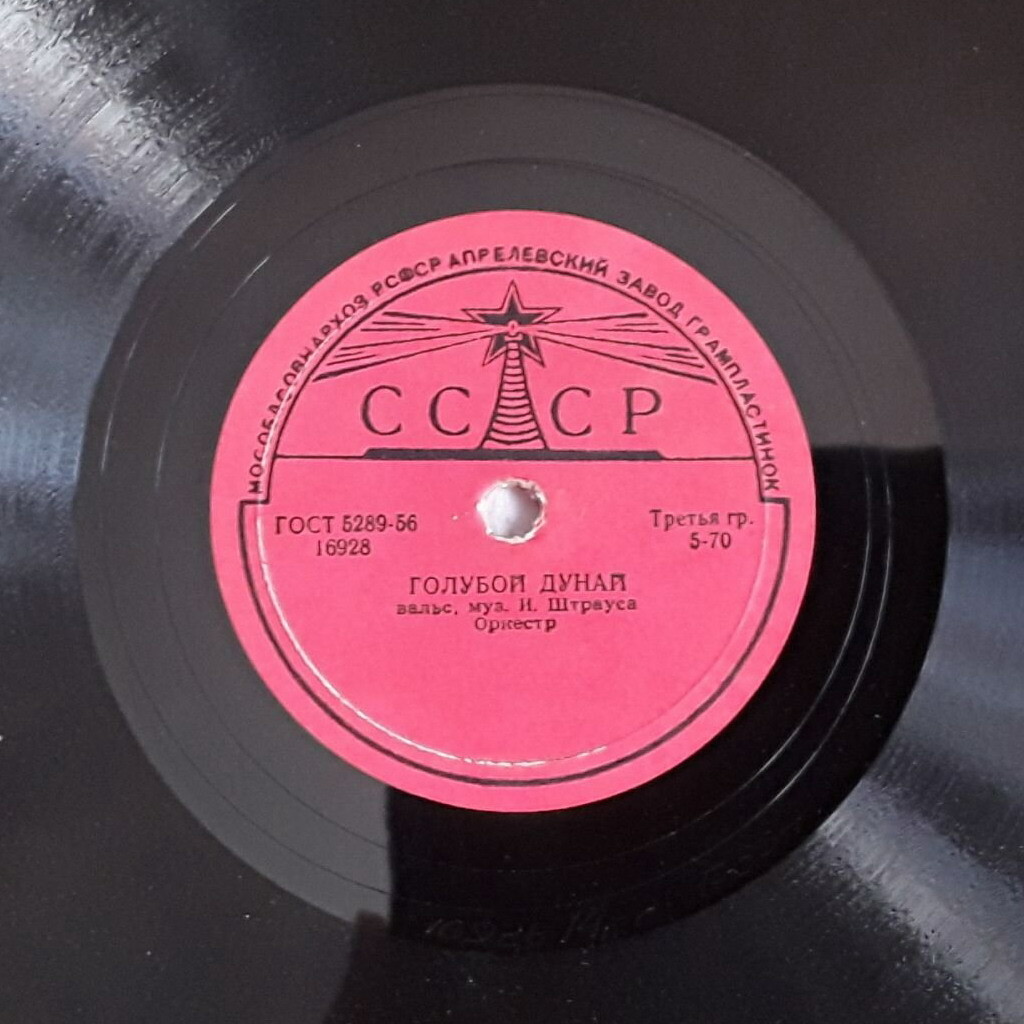 МОСОБЛСОВНАРХОЗ РСФСР АПРЕЛЕВСКИЙ ЗАВОД ГРАМПЛАСТИНОК
СССР
ГОСТ 5289-56
16928
Третья гр.
5-70
ГОЛУБОЙ ДУНАЙ
вальс, муз. И. Штрауса
Оркестр